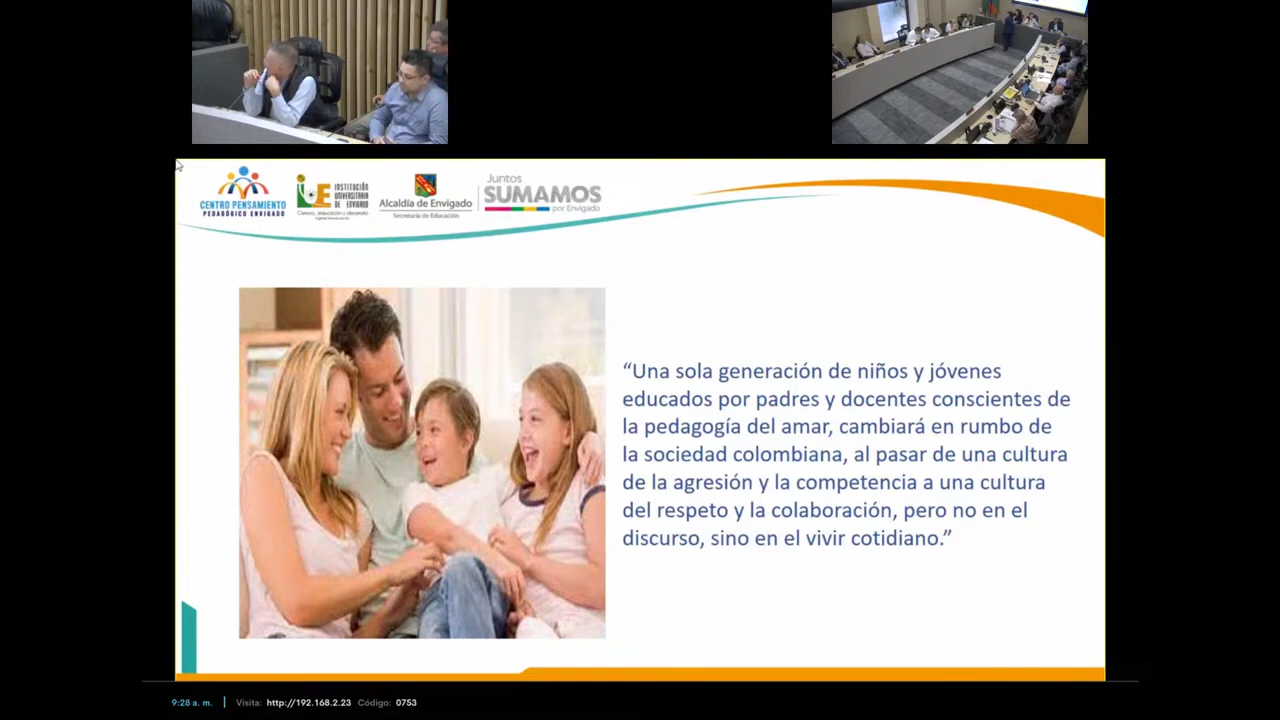 CENTRO PENSAMIENTO
PEDAGÓGICO ENVIGADO
INSTITUCIÓN
UNIVERSITARIA
DE ENVIGADO
Ciencia, educación y desarrollo
Alcaldía de Envigado
Secretaría de Educación
Juntos
SUMAMOS
por Envigado
“Una sola generación de niños y jóvenes
educados por padres y docentes conscientes de
la pedagogía del amar, cambiará en rumbo de
la sociedad colombiana, al pasar de una cultura
de la agresión y la competencia a una cultura
del respeto y la colaboración, pero no en el
discurso, sino en el vivir cotidiano.”
9:28 a. m. Visita: http://192.168.2.23 Código: 0753